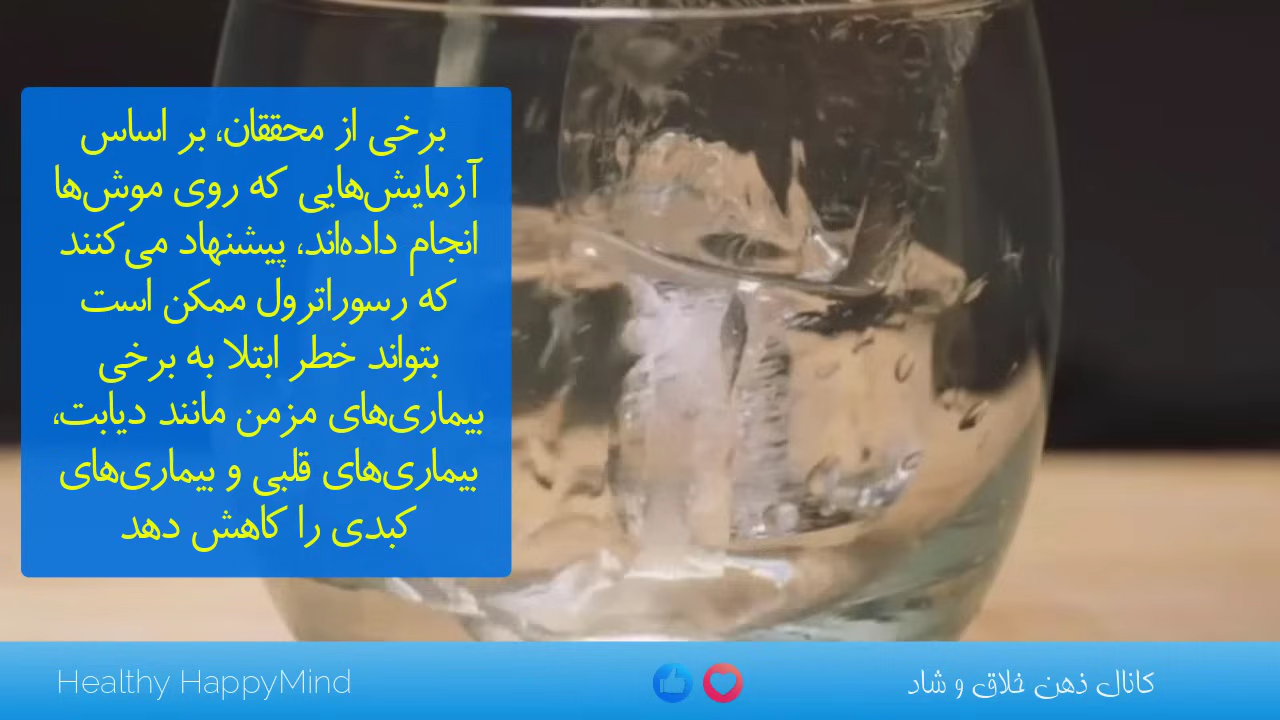 برخی از محققان، بر اساس
آزمایش‌هایی که روی موش‌ها
انجام داده‌اند، پیشنهاد می‌کنند
که رسوراترول ممکن است
بتواند خطر ابتلا به برخی
بیماری‌های مزمن مانند دیابت،
بیماری‌های قلبی و بیماری‌های
کبدی را کاهش دهد
Healthy HappyMind
کانال ذهن خلاق و شاد